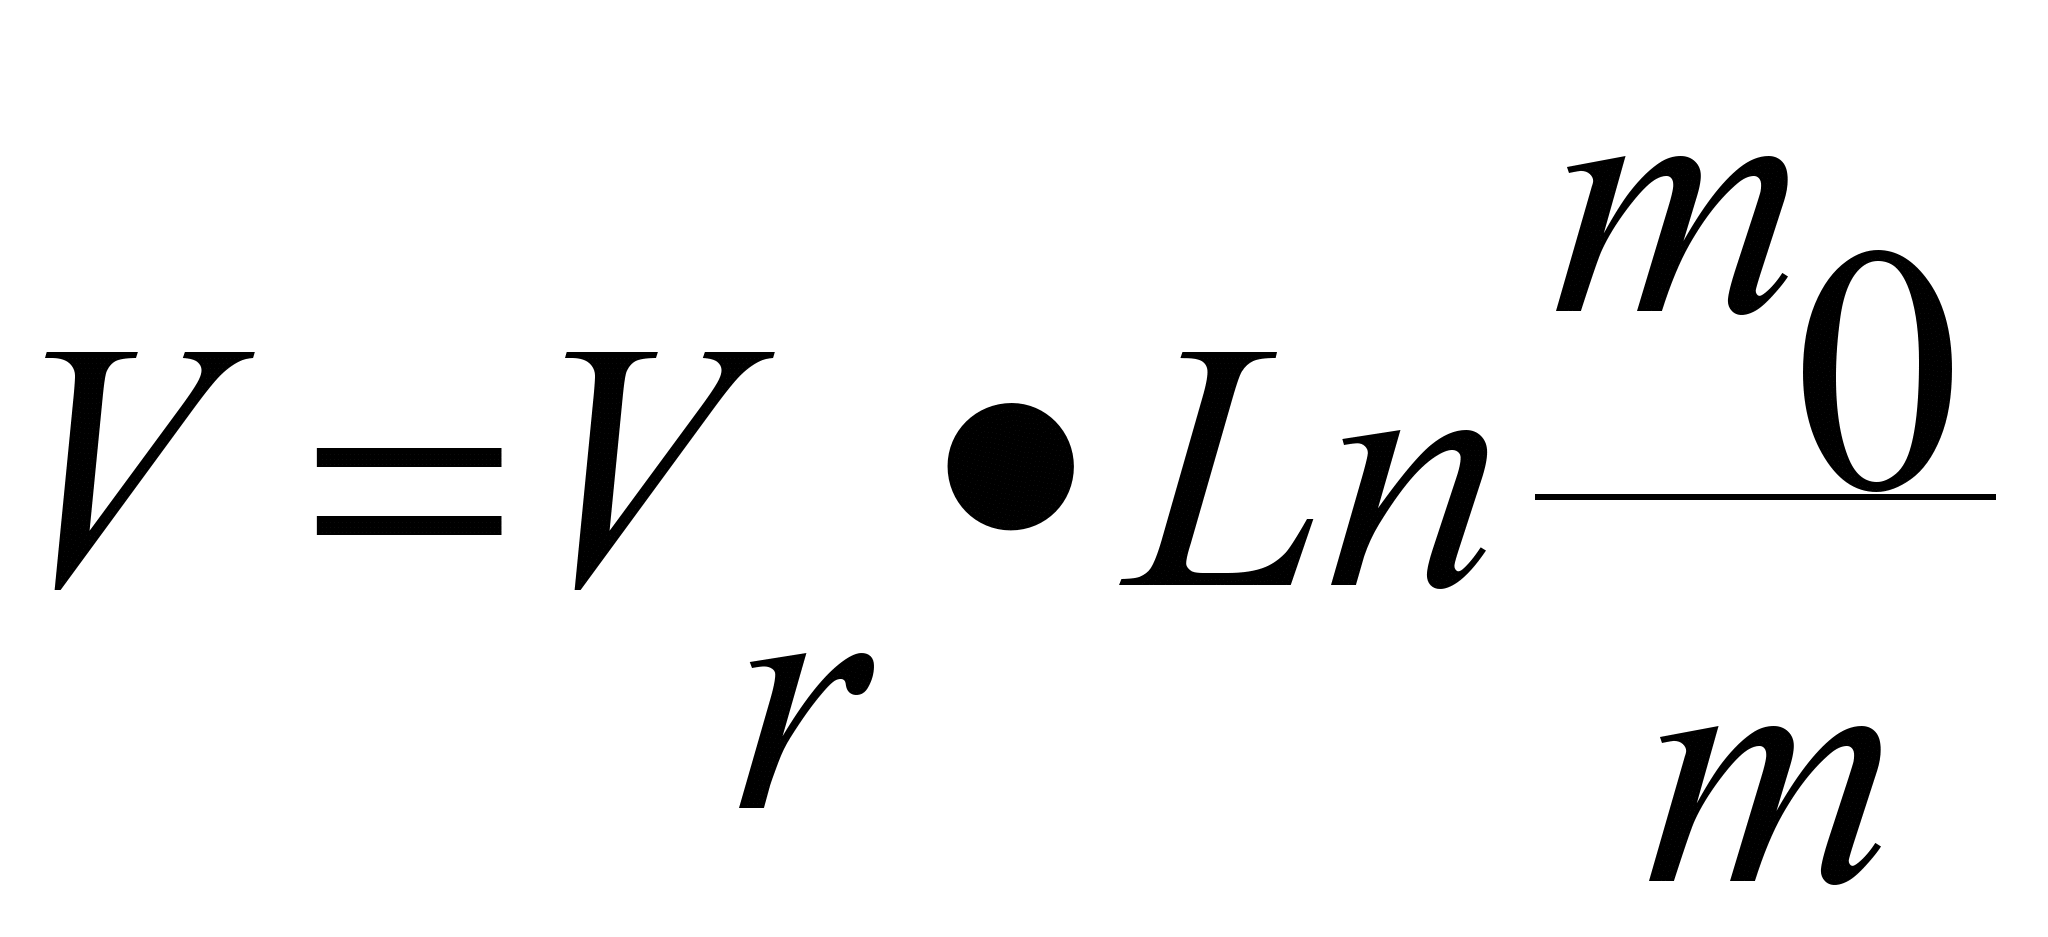 V = V_r • Ln m_0 / m